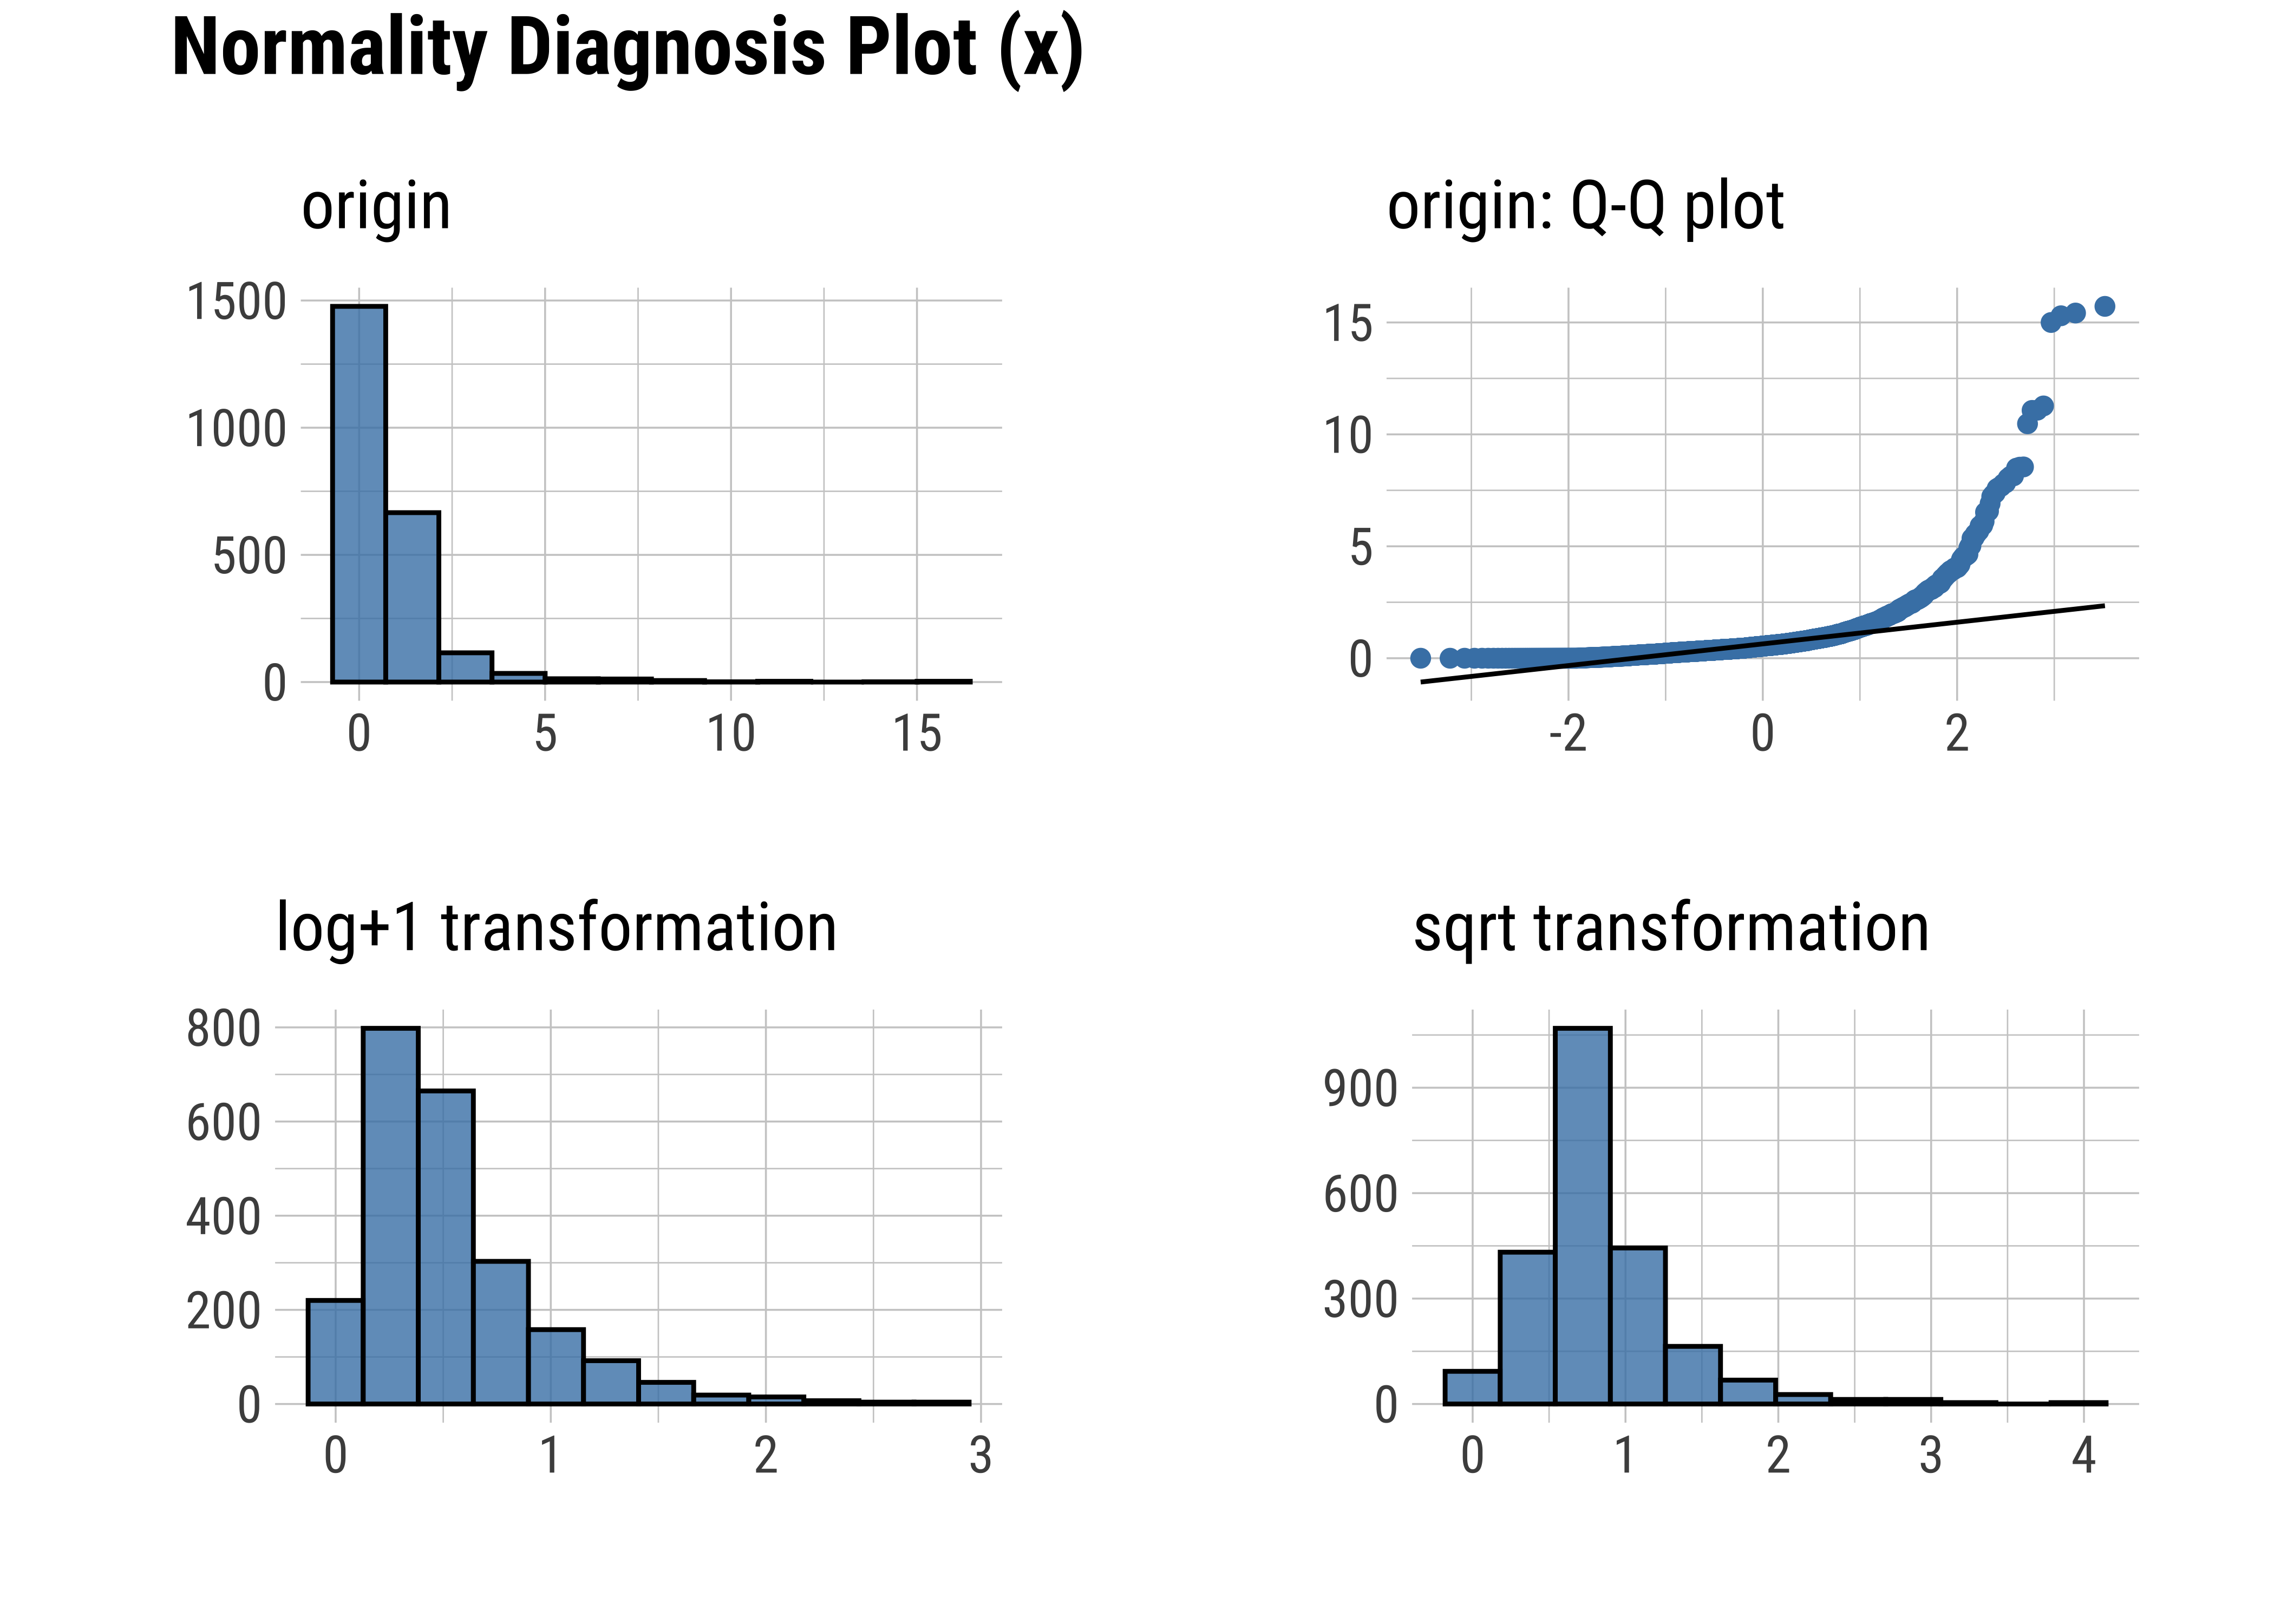 Normality Diagnosis Plot (x)
origin
1500
1000
500
0
0 5 10 15
origin: Q-Q plot
15
10
5
0
-2 0 2
log+1 transformation
800
600
400
200
0
0 1 2 3
sqrt transformation
900
600
300
0
0 1 2 3 4